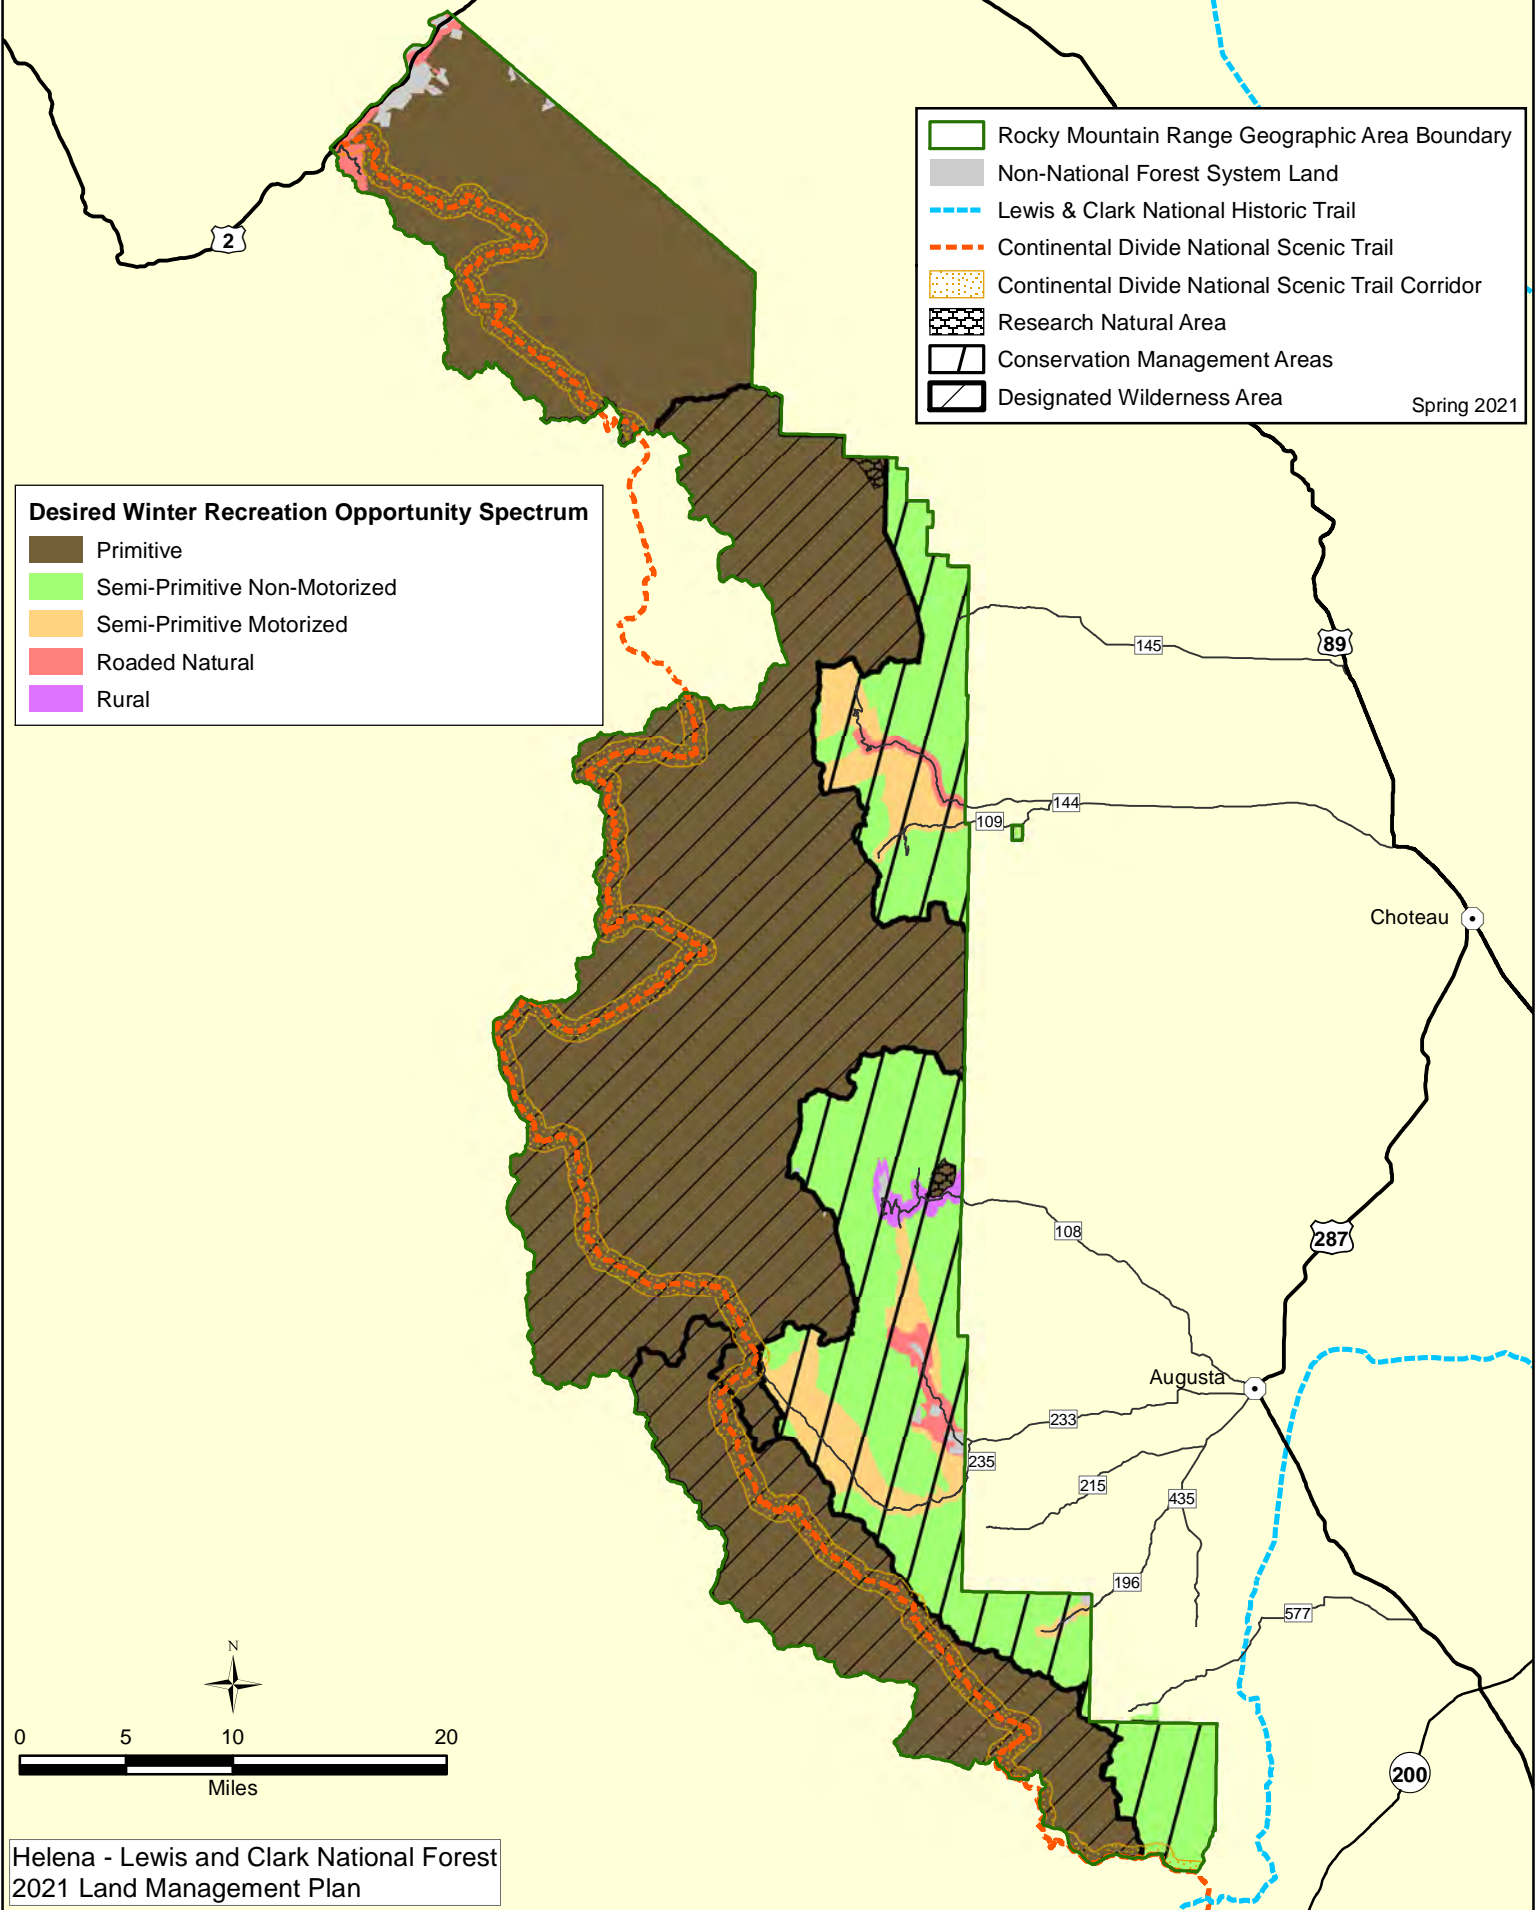 2
Rocky Mountain Range Geographic Area Boundary
Non-National Forest System Land
Lewis & Clark National Historic Trail
Continental Divide National Scenic Trail
Continental Divide National Scenic Trail Corridor
Research Natural Area
Conservation Management Areas
Designated Wilderness Area
Spring 2021
Desired Winter Recreation Opportunity Spectrum
Primitive
Semi-Primitive Non-Motorized
Semi-Primitive Motorized
Roaded Natural
Rural
145
89
144
109
Choteau
108
287
Augusta
233
235
215
435
196
577
200
N
0 5 10 20
Miles
Helena - Lewis and Clark National Forest
2021 Land Management Plan